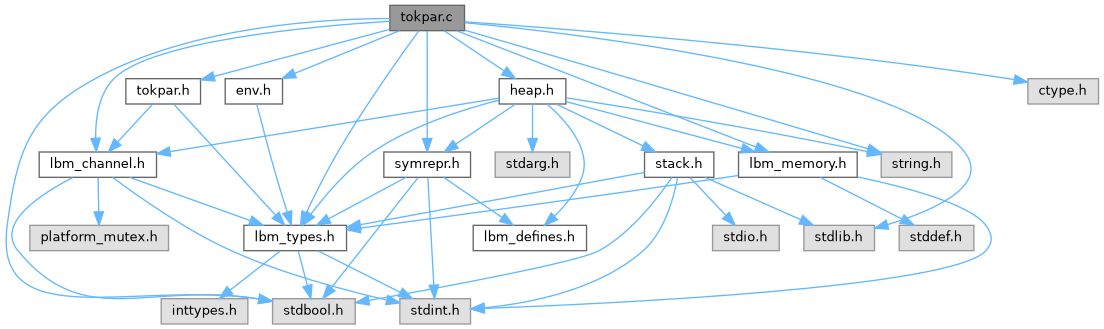 tokpar.c
tokpar.h
env.h
heap.h
ctype.h
lbm_channel.h
symrepr.h
stdarg.h
stack.h
lbm_memory.h
string.h
platform_mutex.h
lbm_types.h
lbm_defines.h
stdio.h
stdlib.h
stddef.h
inttypes.h
stdbool.h
stdint.h